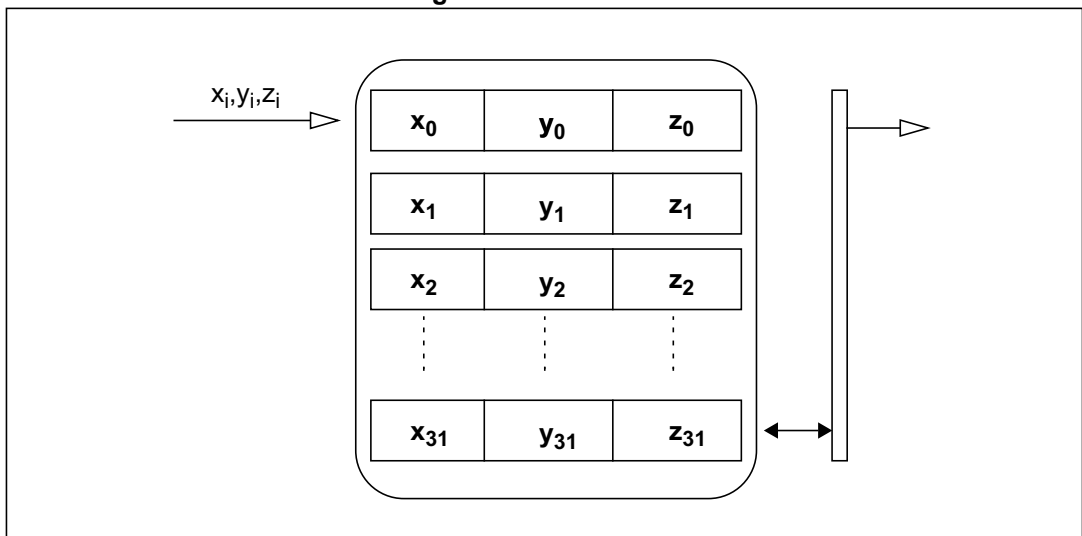 xᵢ,yᵢ,zᵢ
x₀ y₀ z₀
x₁ y₁ z₁
x₂ y₂ z₂
x₃₁ y₃₁ z₃₁